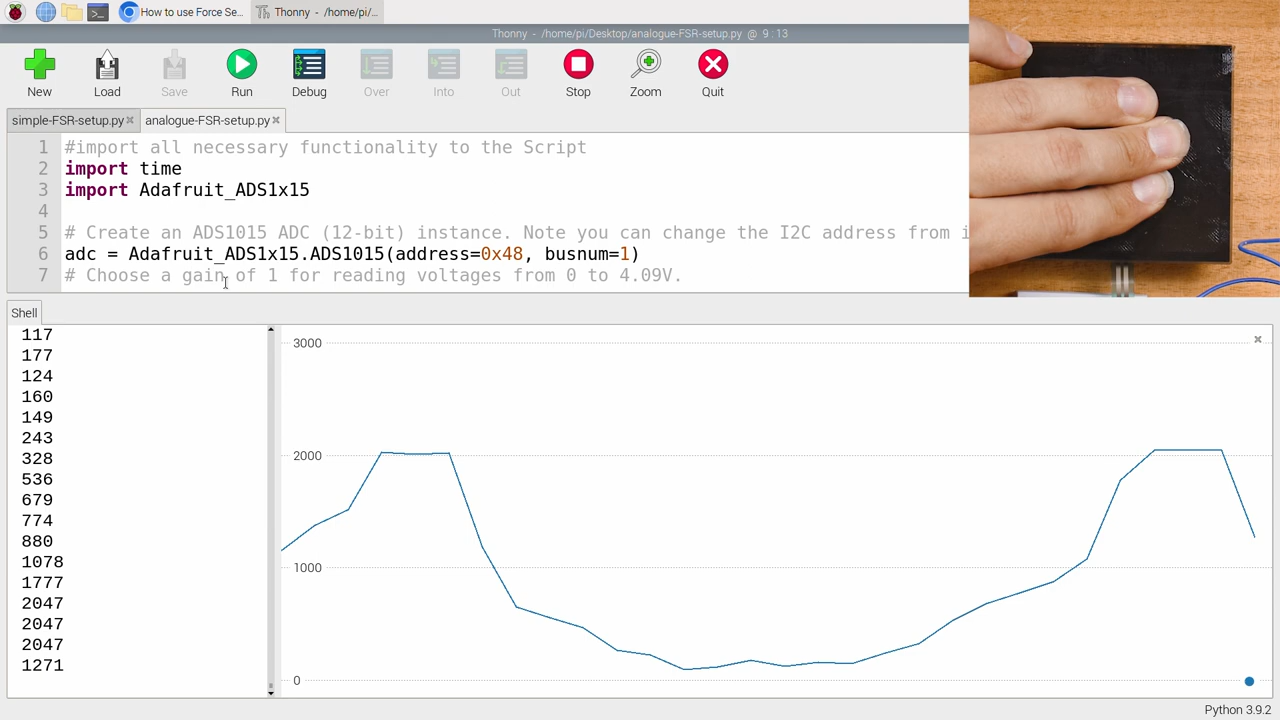 How to use Force Se...
Thonny - /home/pi/...
Thonny - /home/pi/Desktop/analogue-FSR-setup.py @ 9 : 13
New Load Save Run Debug Over Into Out Stop Zoom Quit
simple-FSR-setup.py analogue-FSR-setup.py
1 #import all necessary functionality to the Script
2 import time
3 import Adafruit_ADS1x15
4
5 # Create an ADS1015 ADC (12-bit) instance. Note you can change the I2C address from i
6 adc = Adafruit_ADS1x15.ADS1015(address=0x48, busnum=1)
7 # Choose a gain of 1 for reading voltages from 0 to 4.09V.
Shell
117
177
124
160
149
243
328
536
679
774
880
1078
1777
2047
2047
2047
1271
3000
2000
1000
0
Python 3.9.2